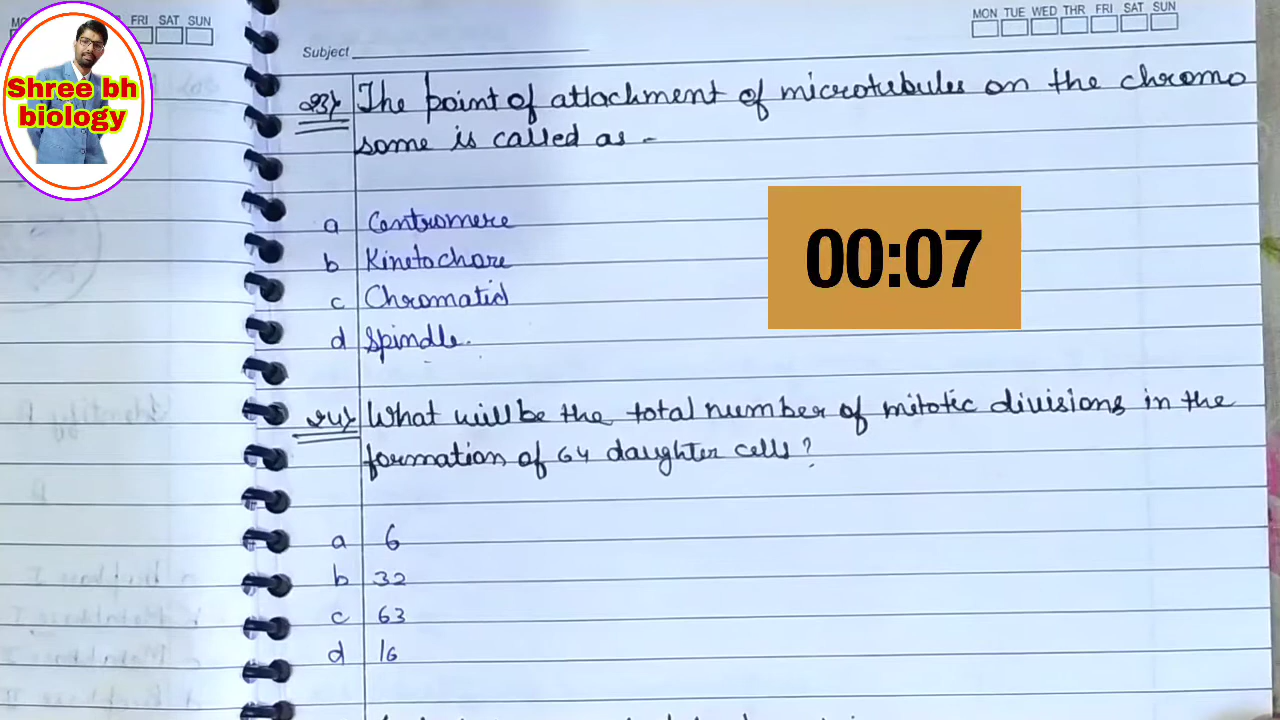 MON TUE WED THR FRI SAT SUN
FRI SAT SUN
Subject
Shree bh
biology
00:07
23) The point of attachment of microtubules on the chromo
some is called as -
a Centromere
b Kinetochore
c Chromatid
d Spindle.
24) What will be the total number of mitotic divisions in the
formation of 64 daughter cells?
a 6
b 32
c 63
d 16